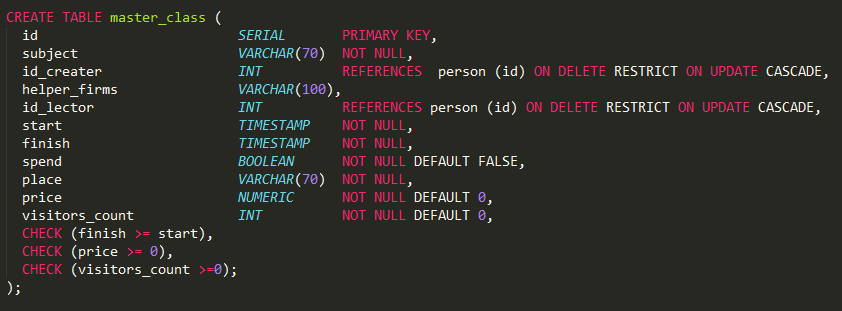 CREATE TABLE master_class (
  id                         SERIAL       PRIMARY KEY,
  subject                    VARCHAR(70)  NOT NULL,
  id_creater                 INT          REFERENCES  person (id) ON DELETE RESTRICT ON UPDATE CASCADE,
  helper_firms               VARCHAR(100),
  id_lector                  INT          REFERENCES person (id) ON DELETE RESTRICT ON UPDATE CASCADE,
  start                      TIMESTAMP    NOT NULL,
  finish                     TIMESTAMP    NOT NULL,
  spend                      BOOLEAN      NOT NULL DEFAULT FALSE,
  place                      VARCHAR(70)  NOT NULL,
  price                      NUMERIC      NOT NULL DEFAULT 0,
  visitors_count             INT          NOT NULL DEFAULT 0,
  CHECK (finish >= start),
  CHECK (price >= 0),
  CHECK (visitors_count >=0);
);